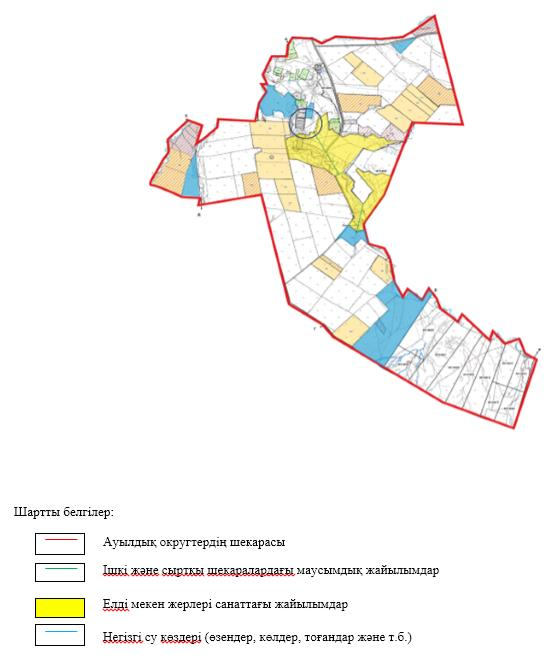 Шартты белгілер:
Ауылдық округтердің шекарасы
Ішкі және сыртқы шекаралардағы маусымдық жайылымдар
Елді мекен жерлері санаттағы жайылымдар
Негізгі су көздері (өзендер, көлдер, тоғандар және т.б.)